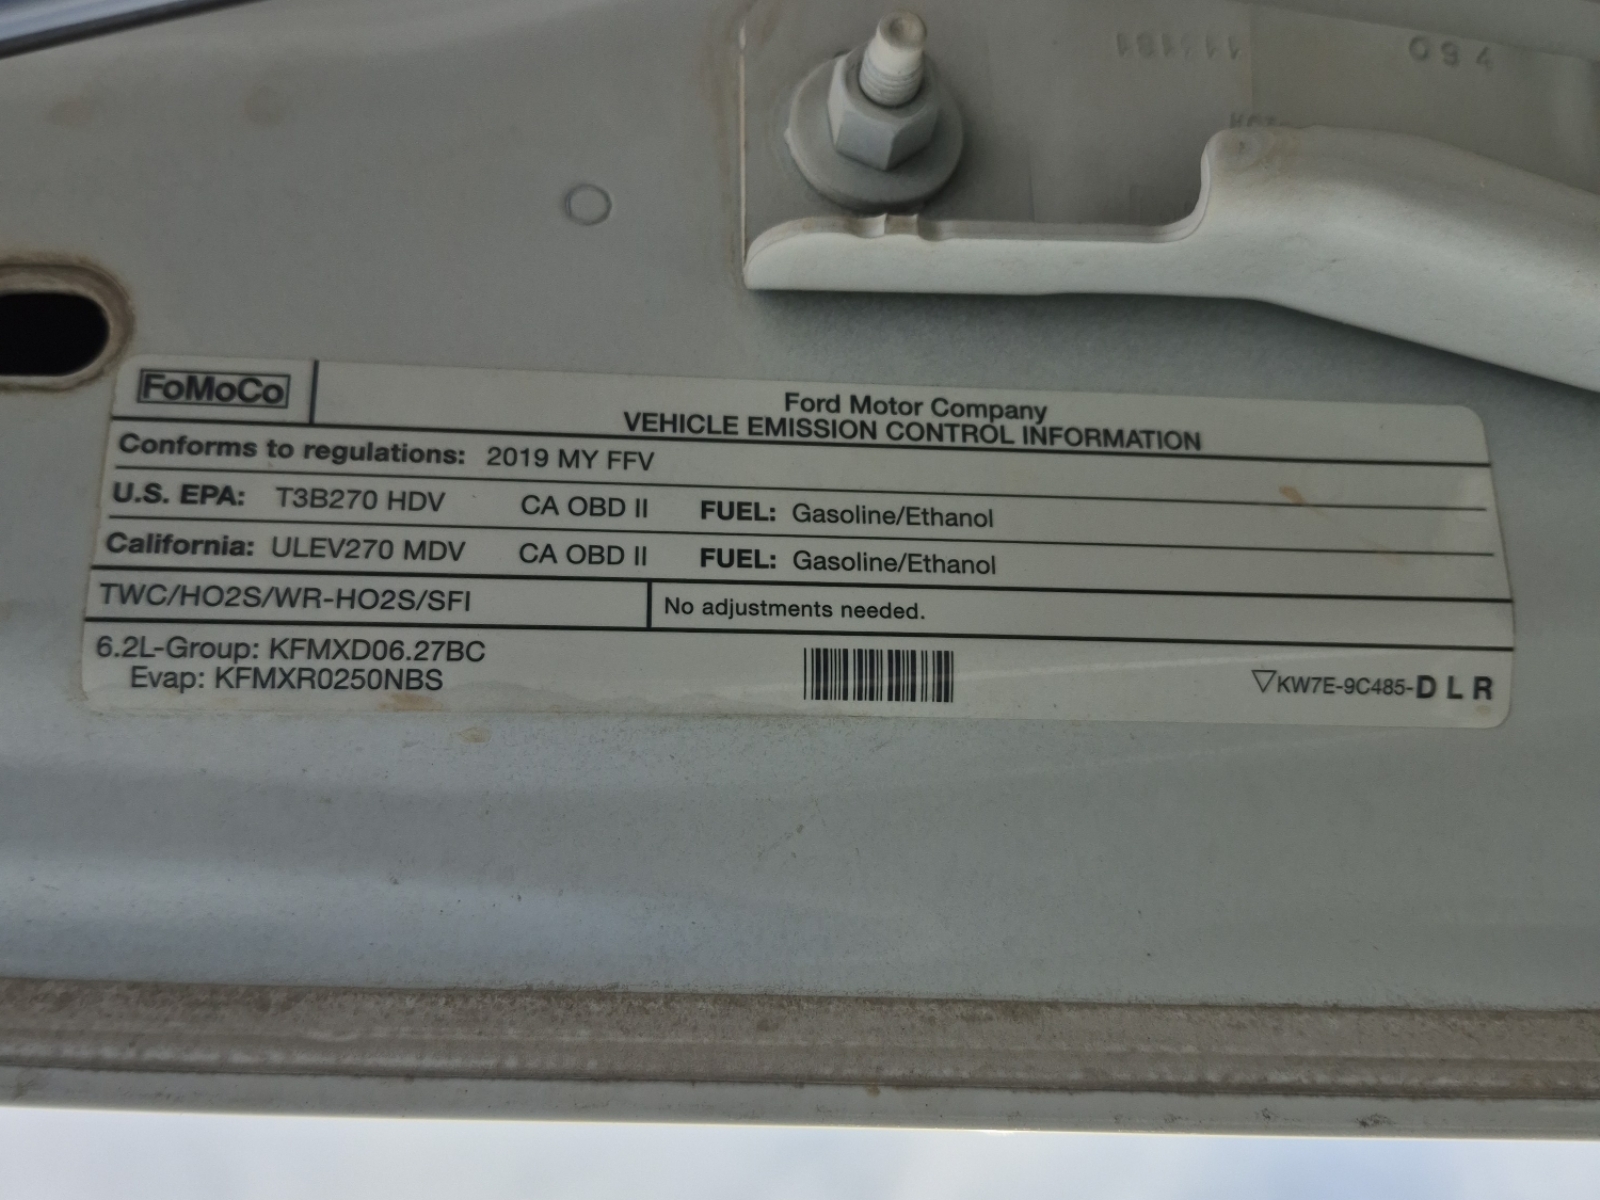 FoMoCo
Ford Motor Company
VEHICLE EMISSION CONTROL INFORMATION
Conforms to regulations: 2019 MY FFV
U.S. EPA: T3B270 HDV CA OBD II FUEL: Gasoline/Ethanol
California: ULEV270 MDV CA OBD II FUEL: Gasoline/Ethanol
TWC/HO2S/WR-HO2S/SFI No adjustments needed.
6.2L-Group: KFMXD06.27BC
Evap: KFMXR0250NBS
▽KW7E-9C485-D L R